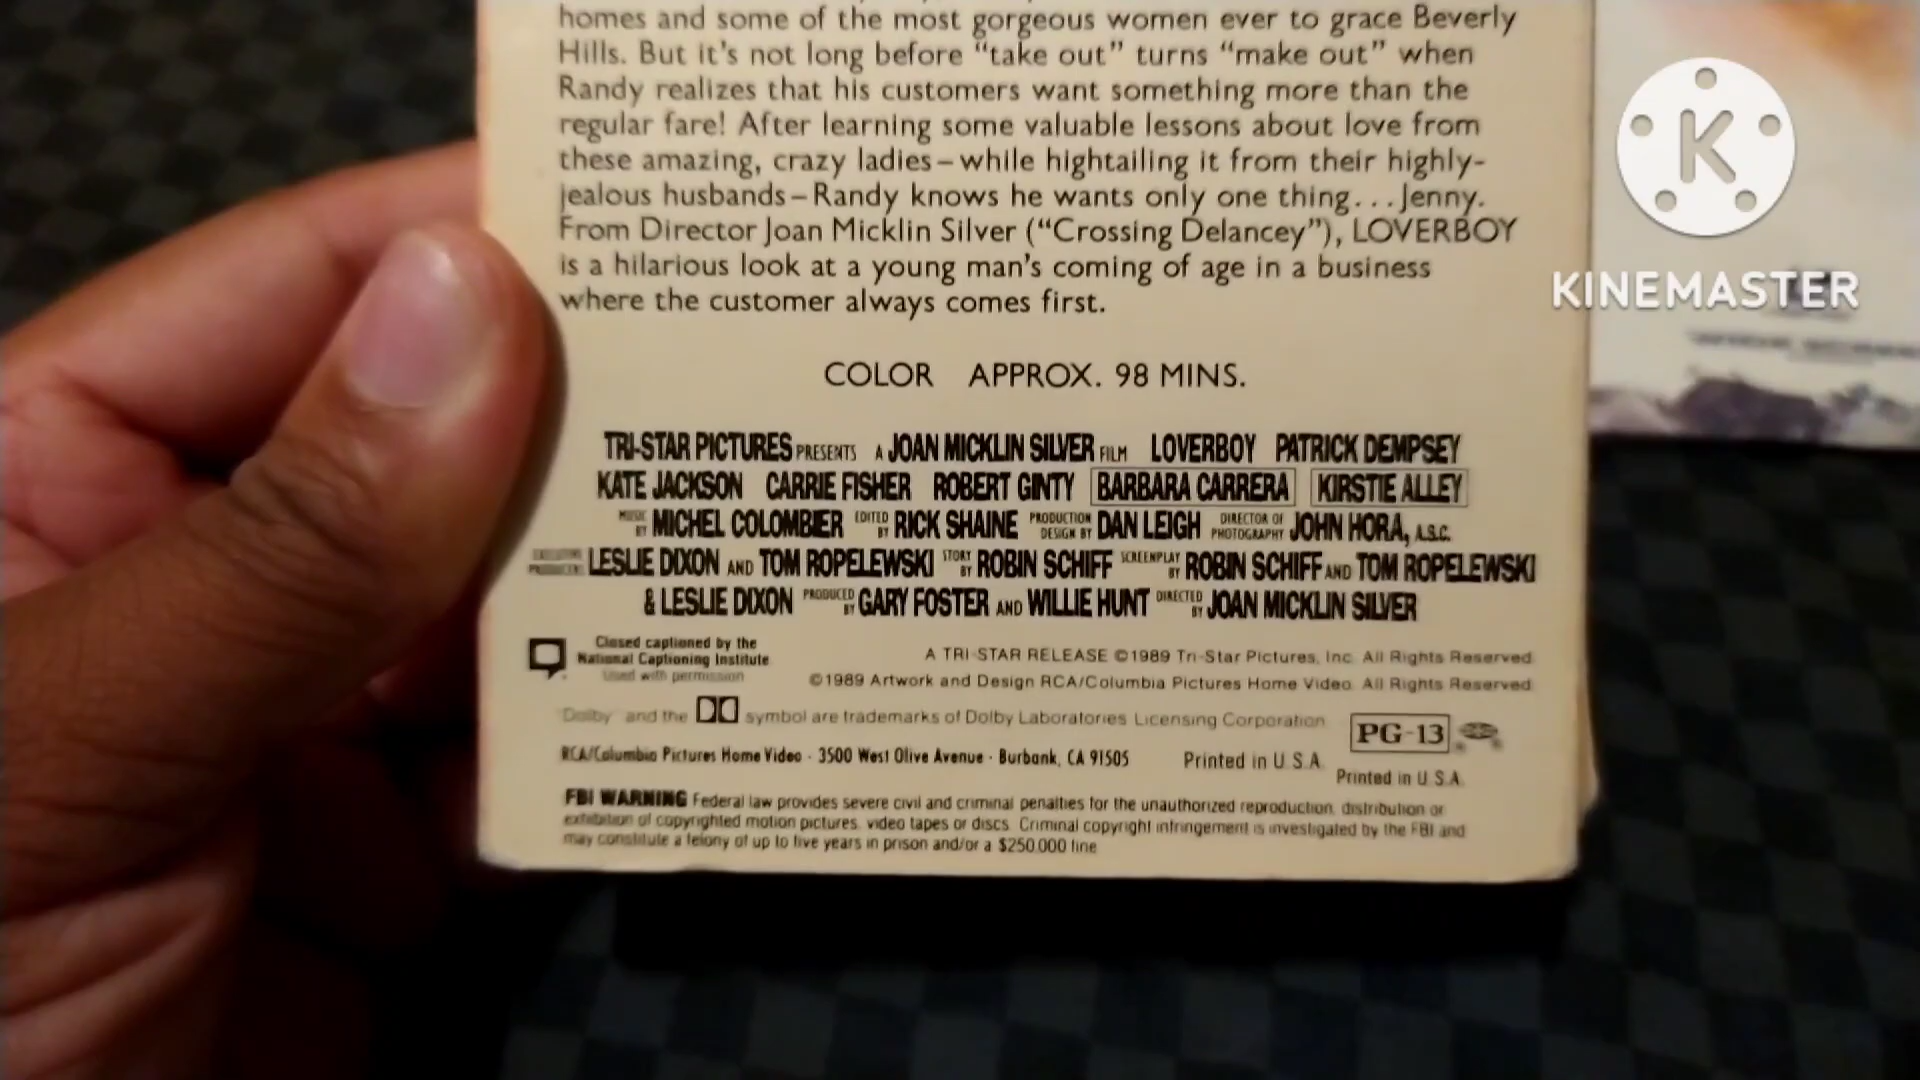 homes and some of the most gorgeous women ever to grace Beverly
Hills. But it's not long before “take out” turns “make out” when
Randy realizes that his customers want something more than the
regular fare! After learning some valuable lessons about love from
these amazing, crazy ladies–while hightailing it from their highly-
jealous husbands–Randy knows he wants only one thing...Jenny.
From Director Joan Micklin Silver (“Crossing Delancey”), LOVERBOY
is a hilarious look at a young man's coming of age in a business
where the customer always comes first.
COLOR APPROX. 98 MINS.
TRI-STAR PICTURES PRESENTS A JOAN MICKLIN SILVER FILM LOVERBOY PATRICK DEMPSEY
KATE JACKSON CARRIE FISHER ROBERT GINTY BARBARA CARRERA KIRSTIE ALLEY
MUSIC BY MICHEL COLOMBIER EDITED BY RICK SHAINE PRODUCTION DESIGN BY DAN LEIGH DIRECTOR OF PHOTOGRAPHY JOHN HORA, A.S.C.
EXECUTIVE PRODUCERS LESLIE DIXON AND TOM ROPELEWSKI STORY BY ROBIN SCHIFF SCREENPLAY BY ROBIN SCHIFF AND TOM ROPELEWSKI
& LESLIE DIXON PRODUCED BY GARY FOSTER AND WILLIE HUNT DIRECTED BY JOAN MICKLIN SILVER
Closed captioned by the
National Captioning Institute
Used with permission
A TRI-STAR RELEASE ©1989 Tri-Star Pictures, Inc. All Rights Reserved.
©1989 Artwork and Design RCA/Columbia Pictures Home Video. All Rights Reserved.
Dolby and the symbol are trademarks of Dolby Laboratories Licensing Corporation
PG-13
RCA/Columbia Pictures Home Video · 3500 West Olive Avenue · Burbank, CA 91505 Printed in U.S.A.
Printed in U.S.A.
FBI WARNING Federal law provides severe civil and criminal penalties for the unauthorized reproduction, distribution or
exhibition of copyrighted motion pictures, video tapes or discs. Criminal copyright infringement is investigated by the FBI and
may constitute a felony of up to five years in prison and/or a $250,000 fine
K
KINEMASTER